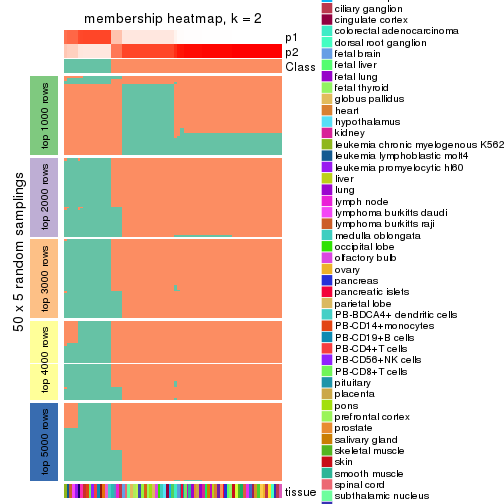 membership heatmap, k = 2
p1
p2
Class
50 x 5 random samplings
top 1000 rows
top 2000 rows
top 3000 rows
top 4000 rows
top 5000 rows
tissue
ciliary ganglion
cingulate cortex
colorectal adenocarcinoma
dorsal root ganglion
fetal brain
fetal liver
fetal lung
fetal thyroid
globus pallidus
heart
hypothalamus
kidney
leukemia chronic myelogenous K562
leukemia lymphoblastic molt4
leukemia promyelocytic hl60
liver
lung
lymph node
lymphoma burkitts daudi
lymphoma burkitts raji
medulla oblongata
occipital lobe
olfactory bulb
ovary
pancreas
pancreatic islets
parietal lobe
PB-BDCA4+ dendritic cells
PB-CD14+monocytes
PB-CD19+B cells
PB-CD4+T cells
PB-CD56+NK cells
PB-CD8+T cells
pituitary
placenta
pons
prefrontal cortex
prostate
salivary gland
skeletal muscle
skin
smooth muscle
spinal cord
subthalamic nucleus